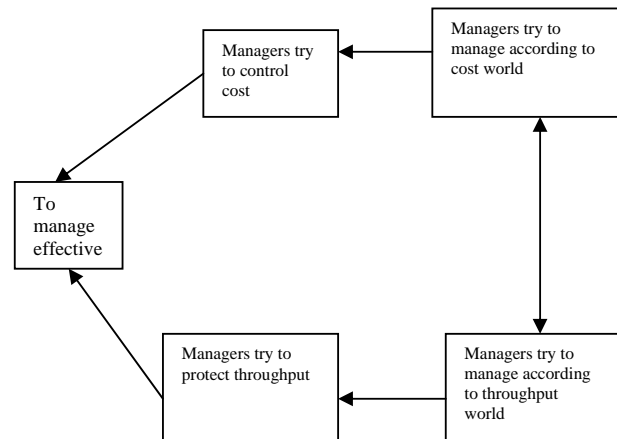 Managers try
to control
cost
Managers try to
manage according to
cost world
To
manage
effective
Managers try to
protect throughput
Managers try to
manage according
to throughput
world